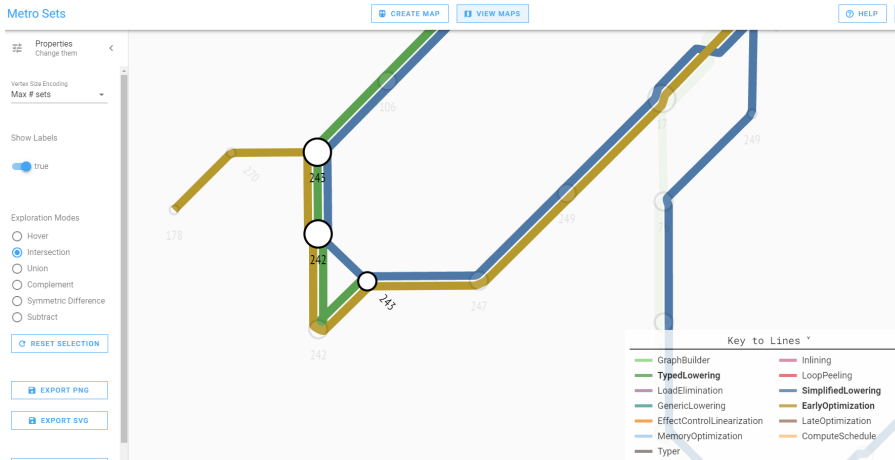 Metro Sets
CREATE MAP
VIEW MAPS
HELP
Properties
Change them
Vertex Size Encoding
Max # sets
Show Labels
true
Exploration Modes
Hover
Intersection
Union
Complement
Symmetric Difference
Subtract
RESET SELECTION
EXPORT PNG
EXPORT SVG
106
243
270
178
242
243
242
247
249
17
249
Key to Lines
GraphBuilder
TypedLowering
LoadElimination
GenericLowering
EffectControlLinearization
MemoryOptimization
Typer
Inlining
LoopPeeling
SimplifiedLowering
EarlyOptimization
LateOptimization
ComputeSchedule